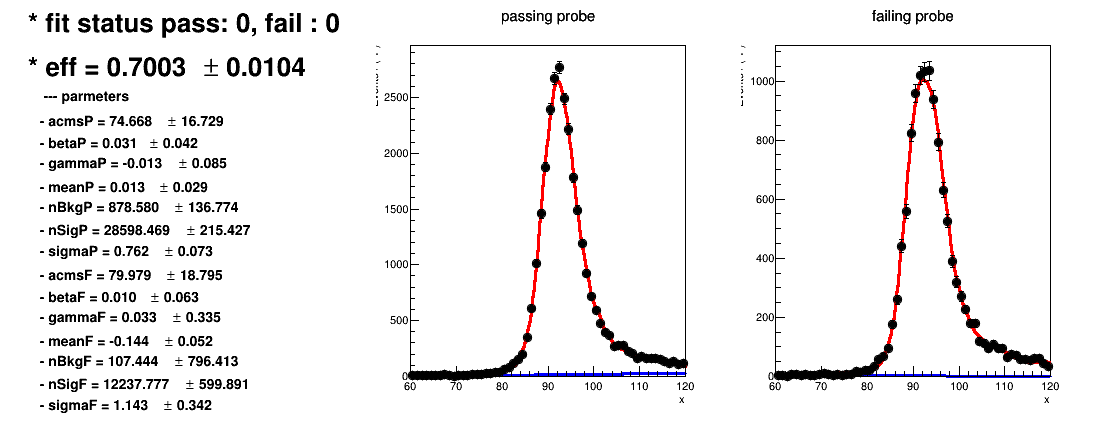 * fit status pass: 0, fail : 0
* eff = 0.7003 ± 0.0104
--- parmeters
- acmsP = 74.668 ± 16.729
- betaP = 0.031 ± 0.042
- gammaP = -0.013 ± 0.085
- meanP = 0.013 ± 0.029
- nBkgP = 878.580 ± 136.774
- nSigP = 28598.469 ± 215.427
- sigmaP = 0.762 ± 0.073
- acmsF = 79.979 ± 18.795
- betaF = 0.010 ± 0.063
- gammaF = 0.033 ± 0.335
- meanF = -0.144 ± 0.052
- nBkgF = 107.444 ± 796.413
- nSigF = 12237.777 ± 599.891
- sigmaF = 1.143 ± 0.342
passing probe
2500
2000
1500
1000
500
0
60 70 80 90 100 110 120
x
failing probe
1000
800
600
400
200
0
60 70 80 90 100 110 120
x